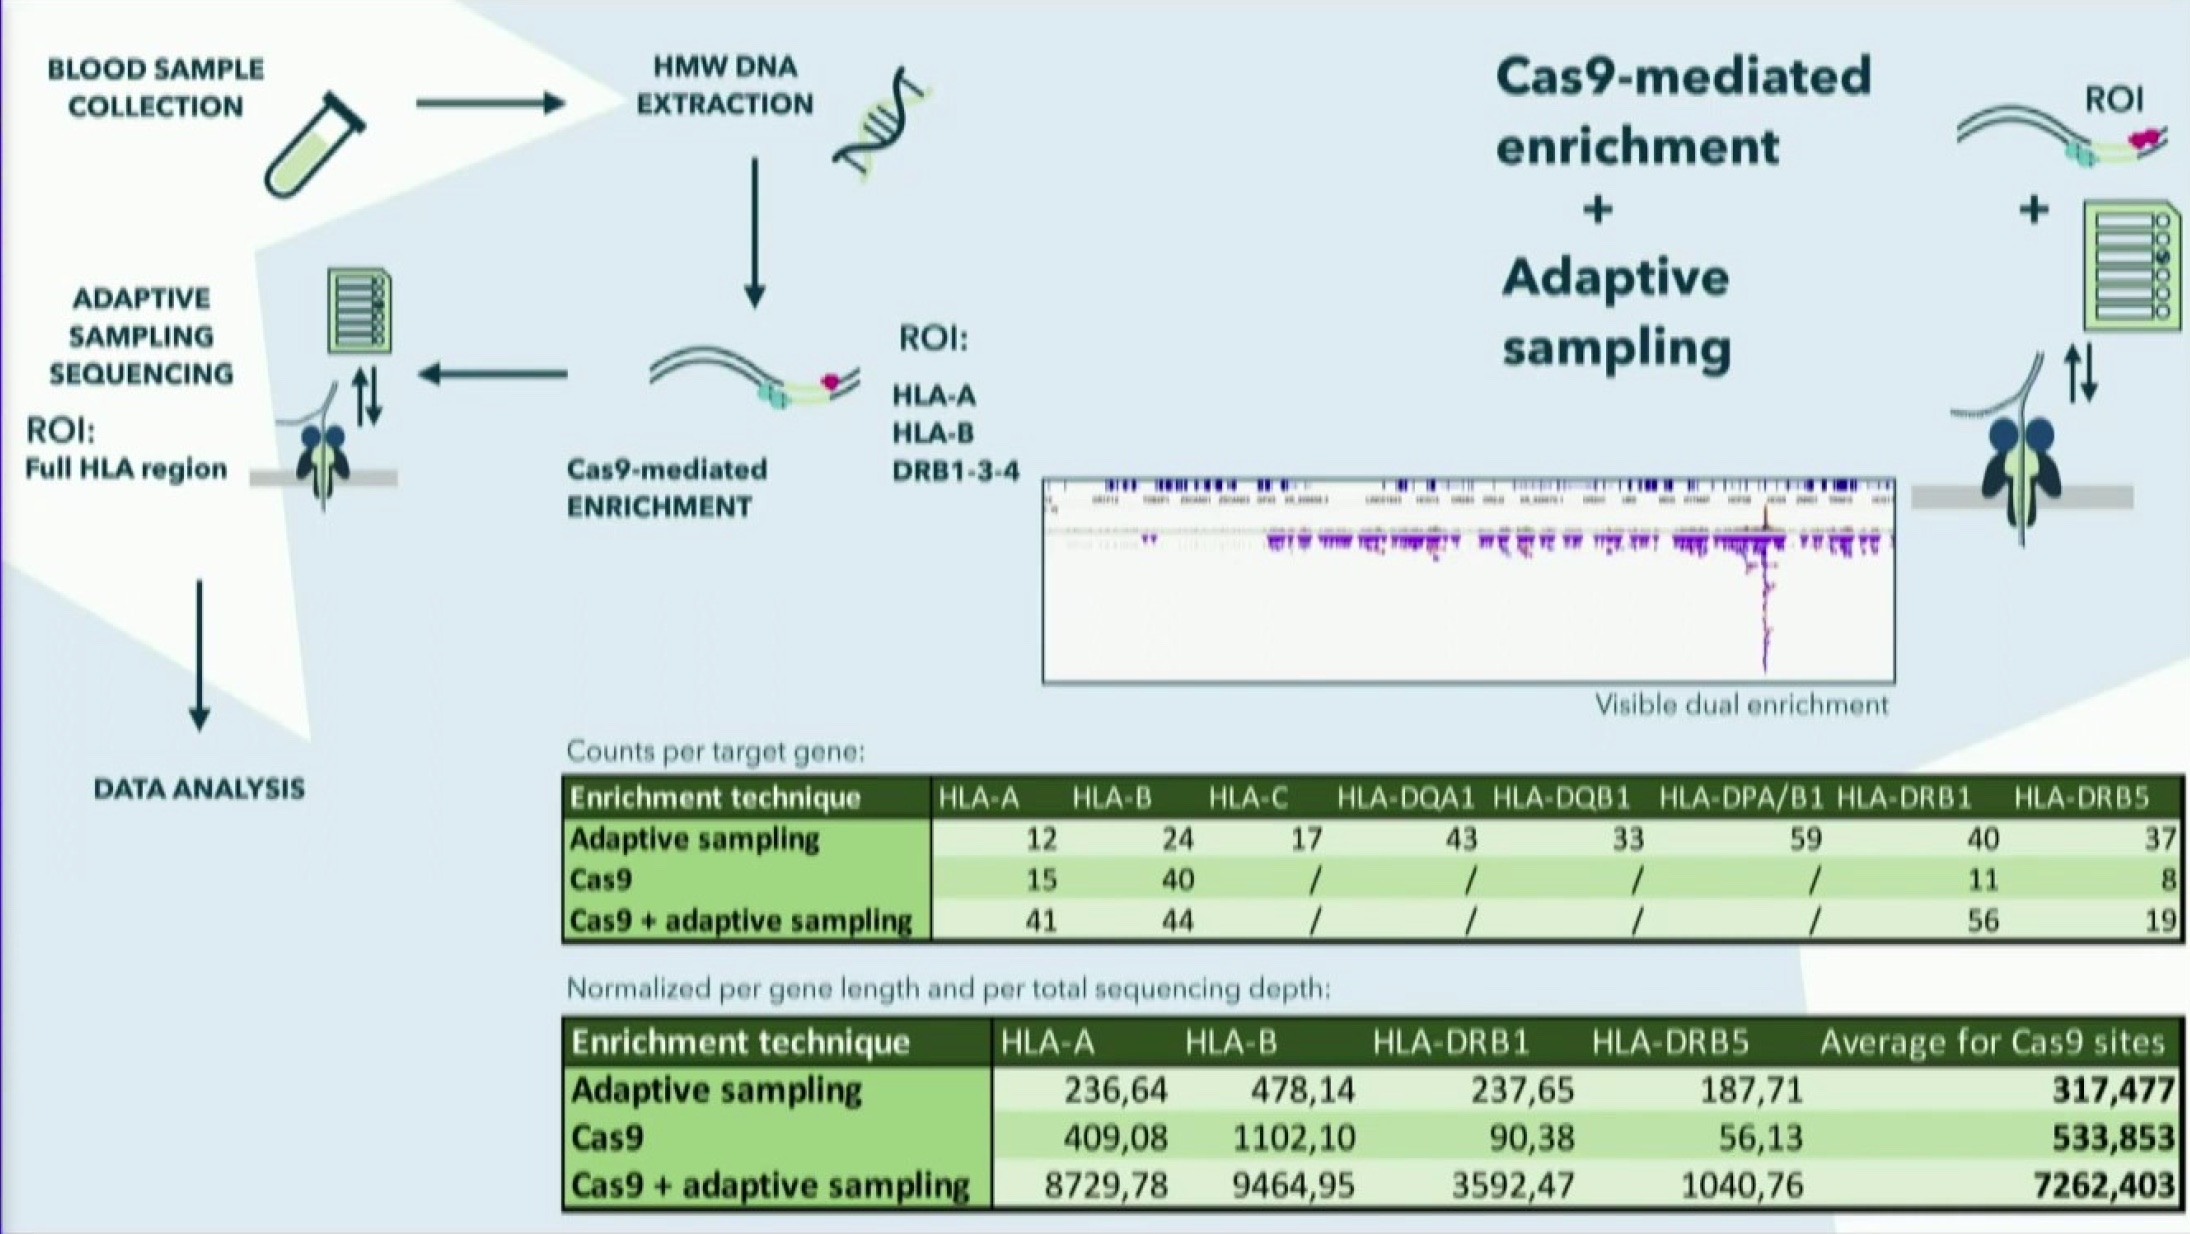 BLOOD SAMPLE
COLLECTION
HMW DNA
EXTRACTION
Cas9-mediated
enrichment
+
Adaptive
sampling
ROI
+
ADAPTIVE
SAMPLING
SEQUENCING
ROI:
Full HLA region
ROI:
HLA-A
HLA-B
DRB1-3-4
Cas9-mediated
ENRICHMENT
Visible dual enrichment
DATA ANALYSIS
Counts per target gene:
Enrichment technique HLA-A HLA-B HLA-C HLA-DQA1 HLA-DQB1 HLA-DPA/B1 HLA-DRB1 HLA-DRB5
Adaptive sampling 12 24 17 43 33 59 40 37
Cas9 15 40 / / / / 11 8
Cas9 + adaptive sampling 41 44 / / / / 56 19
Normalized per gene length and per total sequencing depth:
Enrichment technique HLA-A HLA-B HLA-DRB1 HLA-DRB5 Average for Cas9 sites
Adaptive sampling 236,64 478,14 237,65 187,71 317,477
Cas9 409,08 1102,10 90,38 56,13 533,853
Cas9 + adaptive sampling 8729,78 9464,95 3592,47 1040,76 7262,403